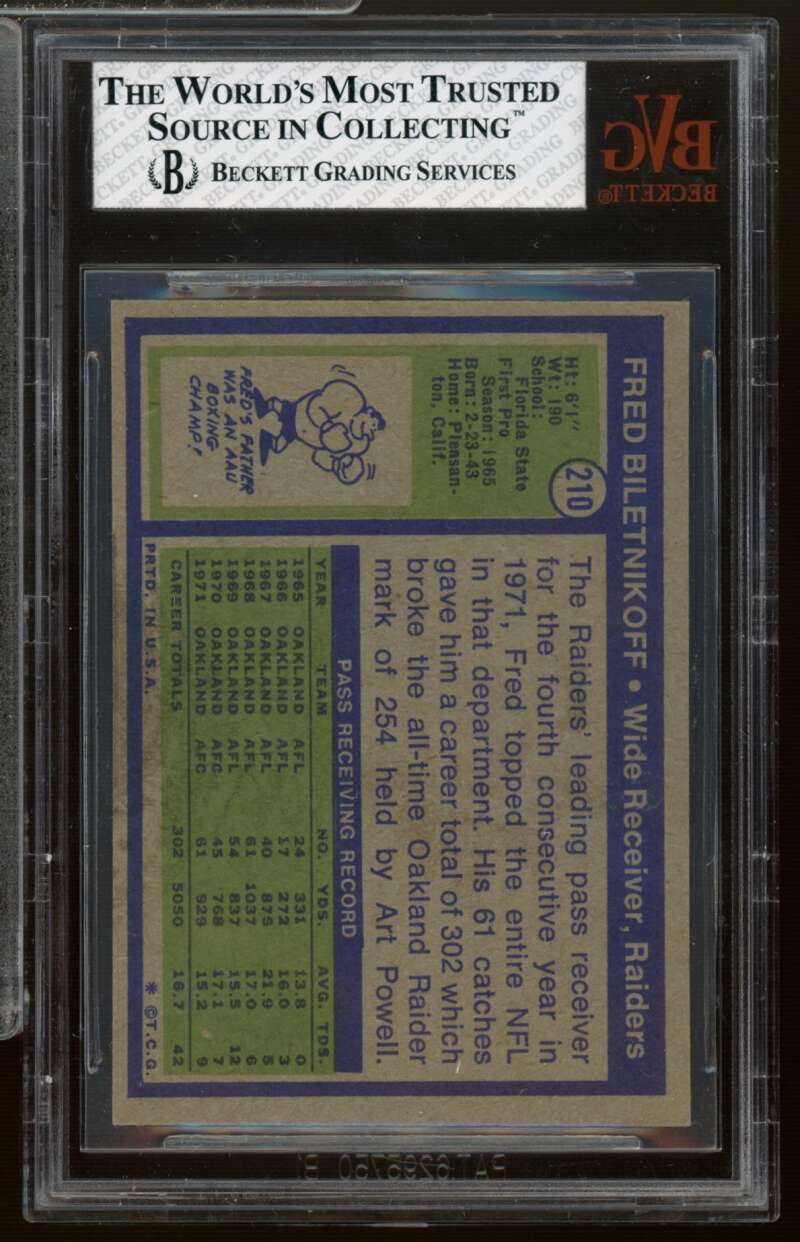 THE WORLD'S MOST TRUSTED
SOURCE IN COLLECTING™
B BECKETT GRADING SERVICES
BVG
BECKETT®
FRED BILETNIKOFF • Wide Receiver, Raiders
210
Ht: 6'1"
Wt: 190
School:
Florida State
First Pro
Season: 1965
Born: 2-23-43
Home: Pleasan-
ton, Calif.
FRED'S FATHER
WAS AN AAU
BOXING
CHAMP!
The Raiders' leading pass receiver
for the fourth consecutive year in
1971, Fred topped the entire NFL
in that department. His 61 catches
gave him a career total of 302 which
broke the all-time Oakland Raider
mark of 254 held by Art Powell.
PASS RECEIVING RECORD
YEAR TEAM NO. YDS. AVG. TDS.
1965 OAKLAND AFL 24 331 13.8 0
1966 OAKLAND AFL 17 272 16.0 3
1967 OAKLAND AFL 40 875 21.9 5
1968 OAKLAND AFL 61 1037 17.0 6
1969 OAKLAND AFL 54 837 15.5 12
1970 OAKLAND AFC 45 768 17.1 7
1971 OAKLAND AFC 61 929 15.2 9
CAREER TOTALS 302 5050 16.7 42
PRTD. IN U.S.A. * ©T.C.G.